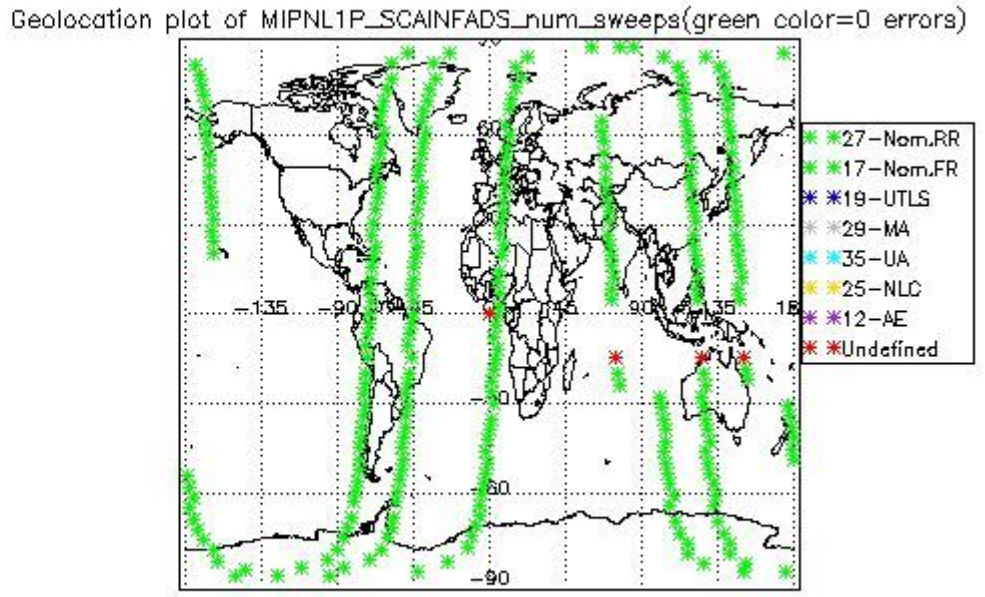 Geolocation plot of MIPNL1P_SCAINFADS_num_sweeps(green color=0 errors)
60
27-Nom.RR
17-Nom.FR
19-UTLS
29-MA
35-UA
25-NLC
12-AE
Undefined
-135 -90 -45 90 135
-60
-90